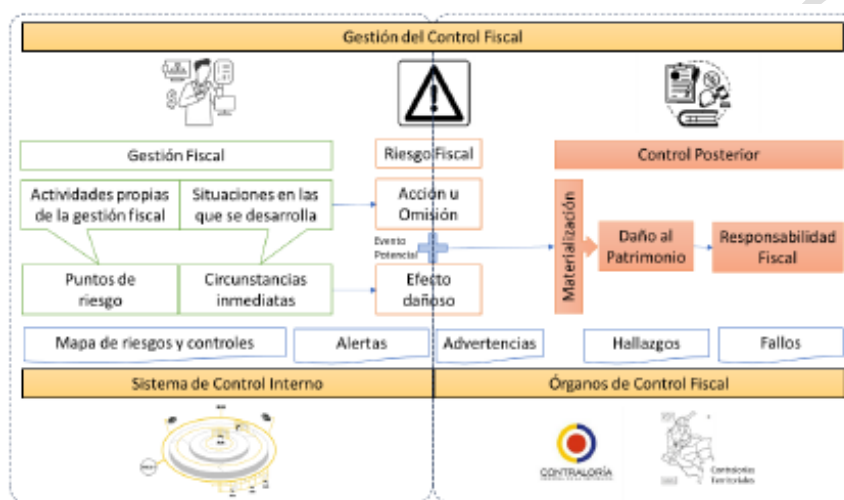 Gestión del Control Fiscal
Gestión Fiscal
Riesgo Fiscal
Control Posterior
Actividades propias
de la gestión fiscal
Situaciones en las
que se desarrolla
Acción u
Omisión
Evento
Potencial
Materialización
Daño al
Patrimonio
Responsabilidad
Fiscal
Puntos de
riesgo
Circunstancias
inmediatas
Efecto
dañoso
Mapa de riesgos y controles
Alertas
Advertencias
Hallazgos
Fallos
Sistema de Control Interno
Órganos de Control Fiscal
CONTRALORÍA
Contralorías
Territoriales